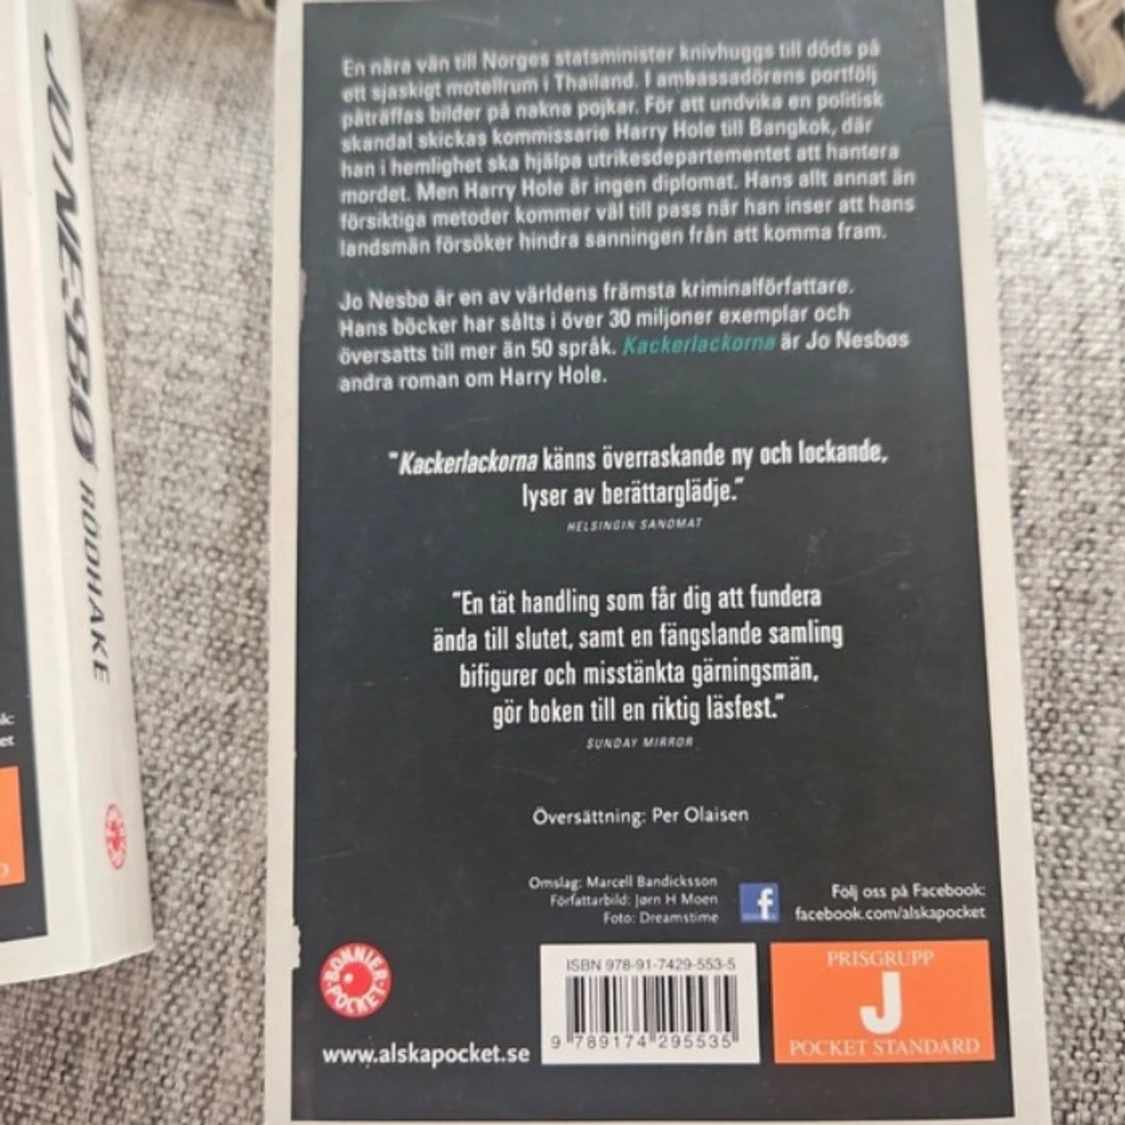 JO NESBØ RÖDHAKE
En nära vän till Norges statsminister knivhuggs till döds på
ett sjaskigt motellrum i Thailand. I ambassadörens portfölj
påträffas bilder på nakna pojkar. För att undvika en politisk
skandal skickas kommissarie Harry Hole till Bangkok, där
han i hemlighet ska hjälpa utrikesdepartementet att hantera
mordet. Men Harry Hole är ingen diplomat. Hans allt annat än
försiktiga metoder kommer väl till pass när han inser att hans
landsmän försöker hindra sanningen från att komma fram.
Jo Nesbø är en av världens främsta kriminalförfattare.
Hans böcker har sålts i över 30 miljoner exemplar och
översatts till mer än 50 språk. Kackerlackorna är Jo Nesbøs
andra roman om Harry Hole.
"Kackerlackorna känns överraskande ny och lockande,
lyser av berättarglädje."
HELSINGIN SANOMAT
"En tät handling som får dig att fundera
ända till slutet, samt en fängslande samling
bifigurer och misstänkta gärningsmän,
gör boken till en riktig läsfest."
SUNDAY MIRROR
Översättning: Per Olaisen
Omslag: Marcell Bandicksson
Författarbild: Jørn H Moen
Foto: Dreamstime
f
Följ oss på Facebook:
facebook.com/alskapocket
BONNIER POCKET
www.alskapocket.se
ISBN 978-91-7429-553-5
9 789174 295535
PRISGRUPP
J
POCKET STANDARD